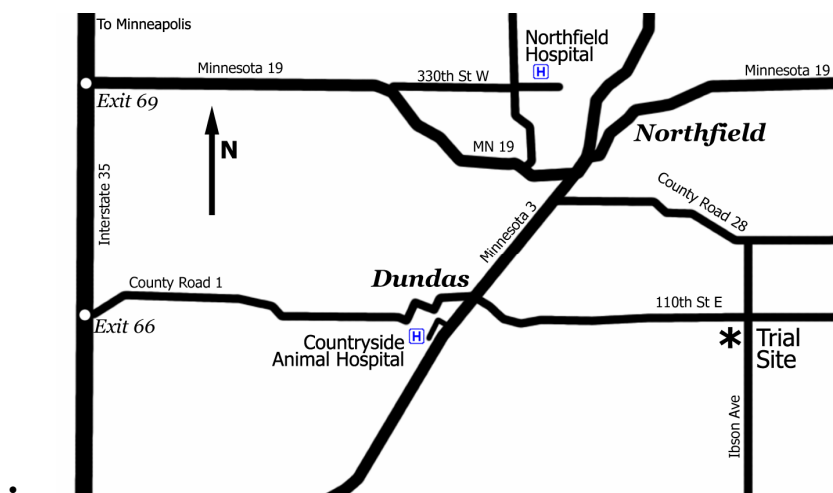 To Minneapolis
Northfield
Hospital
H
Minnesota 19
330th St W
Minnesota 19
Exit 69
N
Northfield
MN 19
Interstate 35
County Road 28
Minnesota 3
Dundas
County Road 1
110th St E
Exit 66
Countryside
Animal Hospital
H
* Trial
Site
Ibson Ave